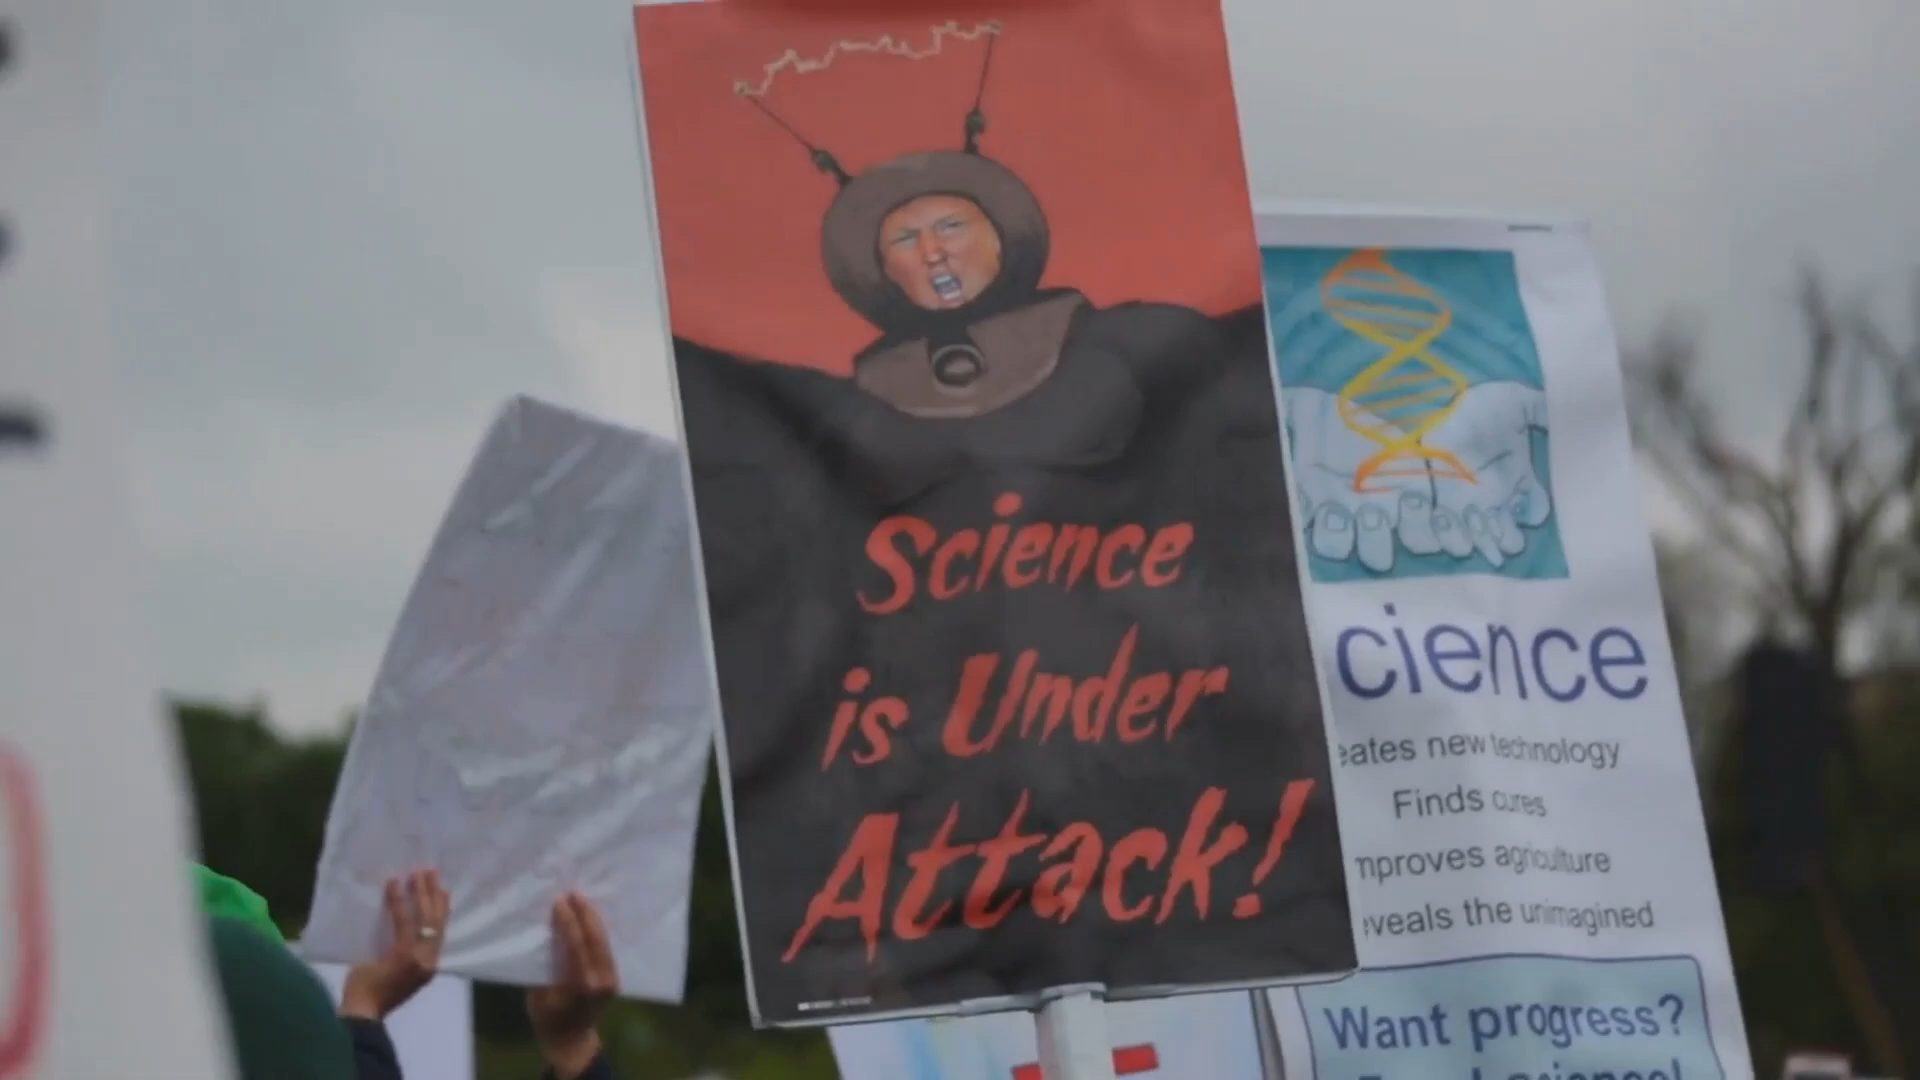 Science
is Under
Attack!
cience
eates new technology
Finds cures
mproves agriculture
eveals the unimagined
Want progress?